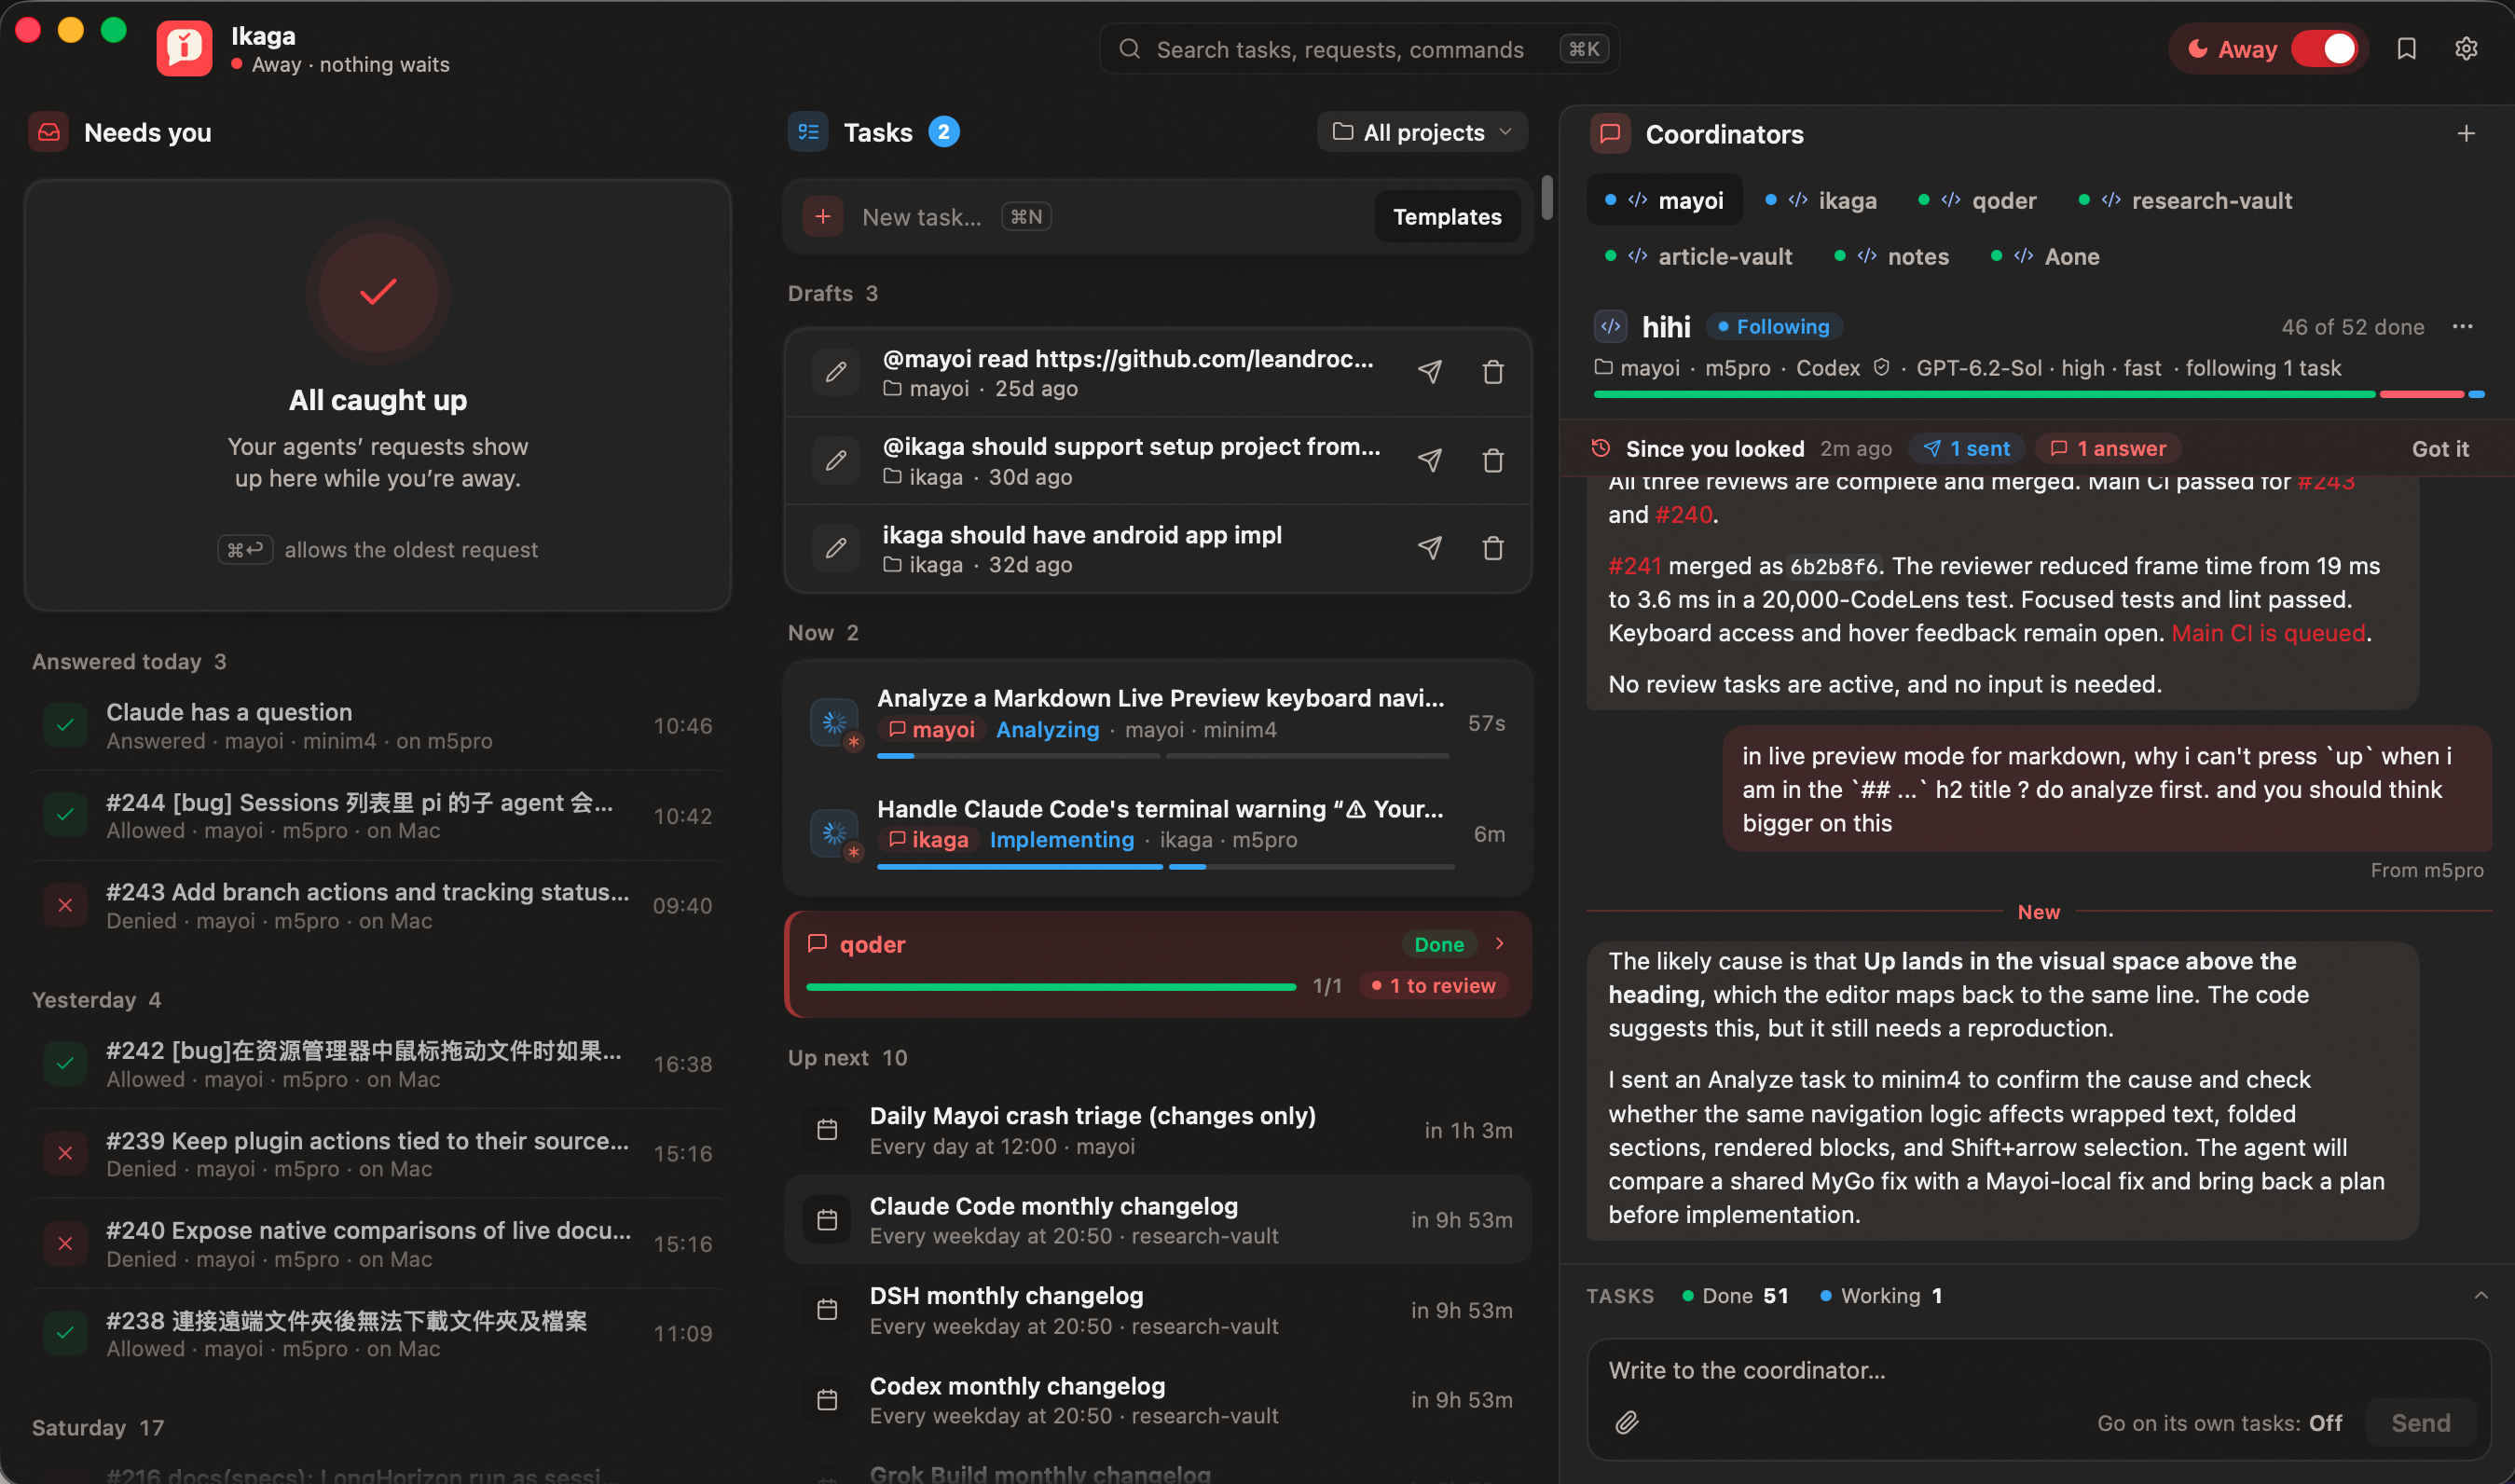 Ikaga
Away · nothing waits
Search tasks, requests, commands ⌘K
Away
Needs you
All caught up
Your agents’ requests show
up here while you’re away.
⌘↩ allows the oldest request
Answered today 3
Claude has a question
10:46
Answered · mayoi · minim4 · on m5pro
#244 [bug] Sessions 列表里 pi 的子 agent 会...
10:42
Allowed · mayoi · m5pro · on Mac
#243 Add branch actions and tracking status...
09:40
Denied · mayoi · m5pro · on Mac
Yesterday 4
#242 [bug]在资源管理器中鼠标拖动文件时如果...
16:38
Allowed · mayoi · m5pro · on Mac
#239 Keep plugin actions tied to their source...
15:16
Denied · mayoi · m5pro · on Mac
#240 Expose native comparisons of live docu...
15:16
Denied · mayoi · m5pro · on Mac
#238 連接遠端文件夾後無法下載文件夾及檔案
11:09
Allowed · mayoi · m5pro · on Mac
Saturday 17
#216 docs(specs): LongHorizon run as sessi...
Tasks 2
All projects
New task... ⌘N
Templates
Drafts 3
@mayoi read https://github.com/leandroc...
mayoi · 25d ago
@ikaga should support setup project from...
ikaga · 30d ago
ikaga should have android app impl
ikaga · 32d ago
Now 2
Analyze a Markdown Live Preview keyboard navi...
57s
mayoi Analyzing · mayoi · minim4
Handle Claude Code's terminal warning “⚠ Your...
6m
ikaga Implementing · ikaga · m5pro
qoder
Done
1/1
1 to review
Up next 10
Daily Mayoi crash triage (changes only)
in 1h 3m
Every day at 12:00 · mayoi
Claude Code monthly changelog
in 9h 53m
Every weekday at 20:50 · research-vault
DSH monthly changelog
in 9h 53m
Every weekday at 20:50 · research-vault
Codex monthly changelog
in 9h 53m
Every weekday at 20:50 · research-vault
Grok Build monthly changelog
Coordinators
mayoi ikaga qoder research-vault
article-vault notes Aone
hihi Following
46 of 52 done
mayoi · m5pro · Codex · GPT-6.2-Sol · high · fast · following 1 task
Since you looked 2m ago 1 sent 1 answer
Got it
All three reviews are complete and merged. Main CI passed for #243
and #240.
#241 merged as 6b2b8f6. The reviewer reduced frame time from 19 ms
to 3.6 ms in a 20,000-CodeLens test. Focused tests and lint passed.
Keyboard access and hover feedback remain open. Main CI is queued.
No review tasks are active, and no input is needed.
in live preview mode for markdown, why i can't press `up` when i
am in the `## ...` h2 title ? do analyze first. and you should think
bigger on this
From m5pro
New
The likely cause is that Up lands in the visual space above the
heading, which the editor maps back to the same line. The code
suggests this, but it still needs a reproduction.
I sent an Analyze task to minim4 to confirm the cause and check
whether the same navigation logic affects wrapped text, folded
sections, rendered blocks, and Shift+arrow selection. The agent will
compare a shared MyGo fix with a Mayoi-local fix and bring back a plan
before implementation.
TASKS Done 51 Working 1
Write to the coordinator...
Go on its own tasks: Off
Send